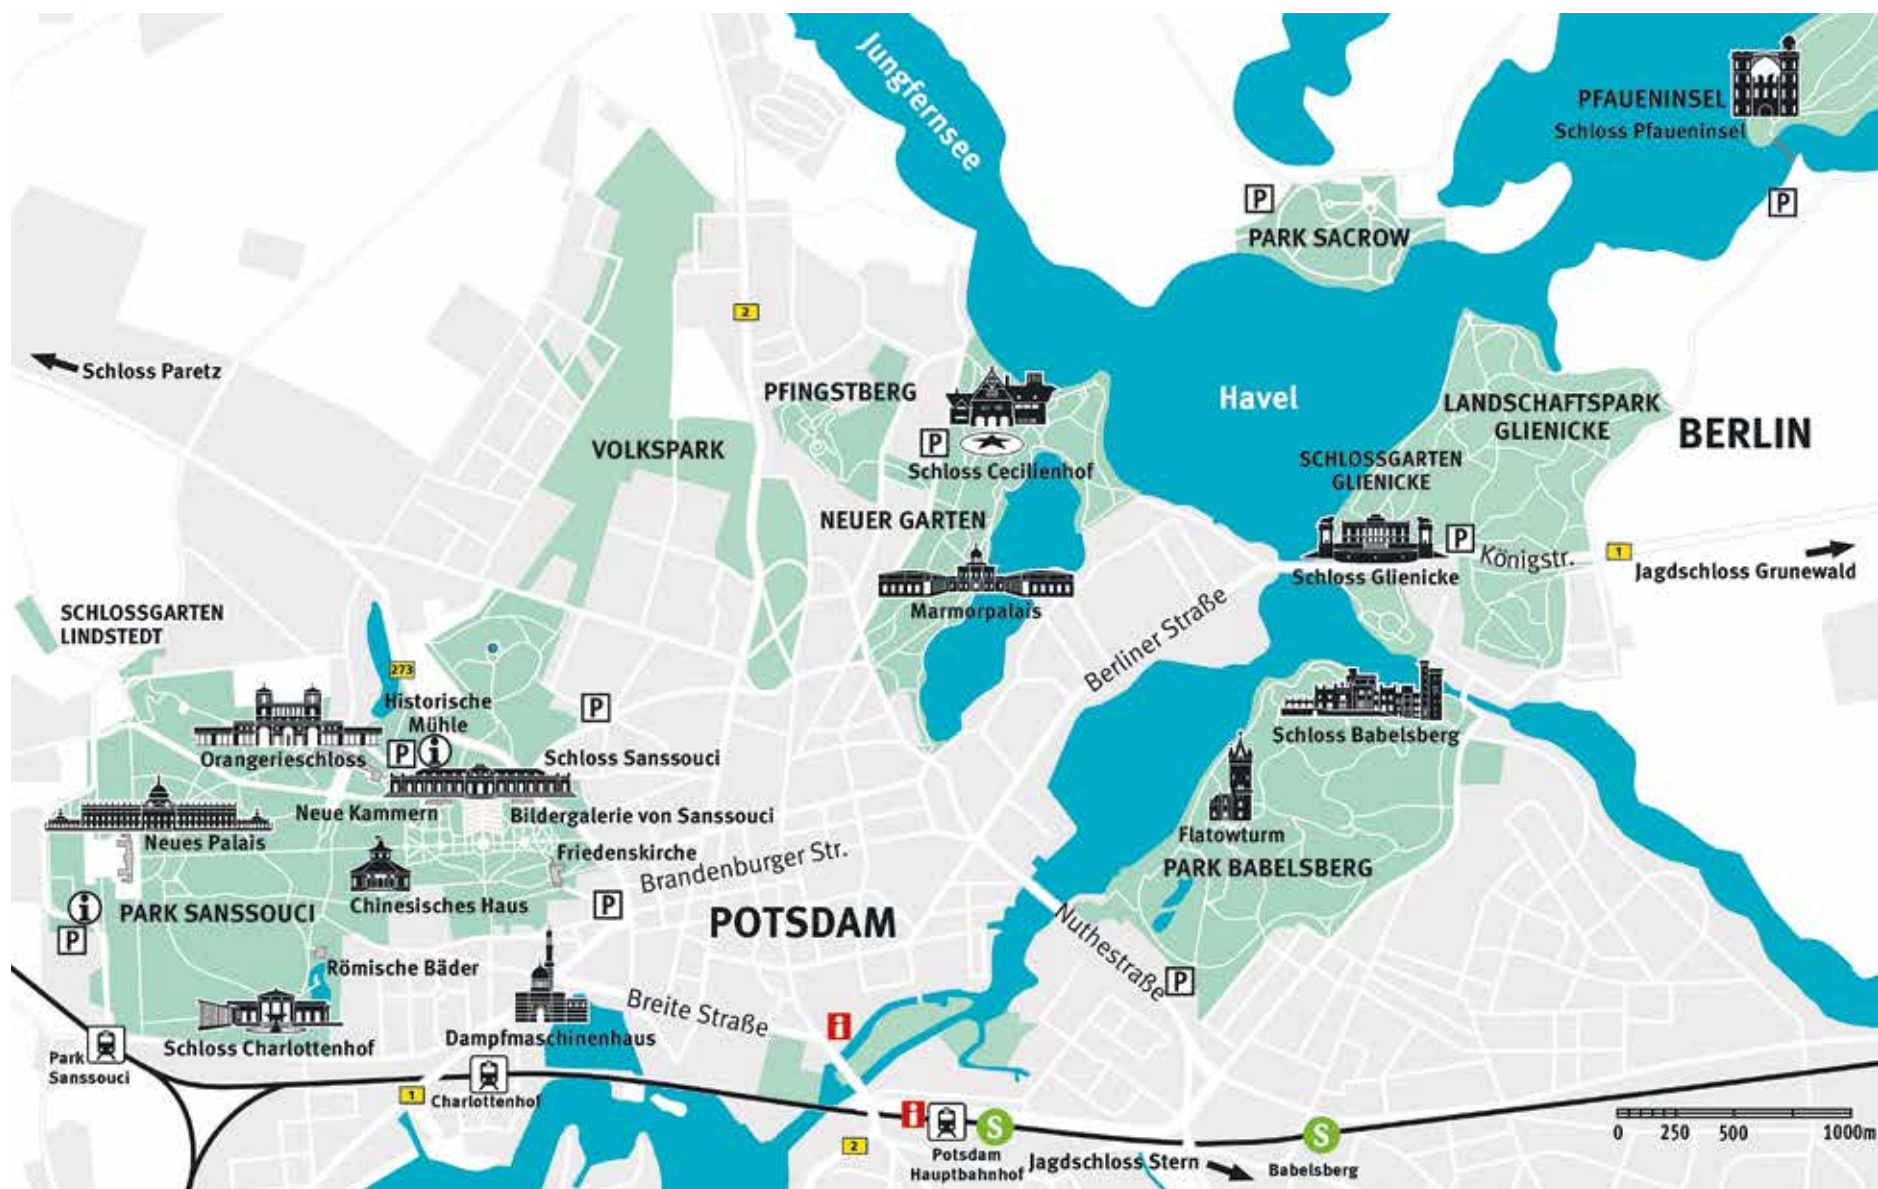 Jungfernsee
PFAUENINSEL
Schloss Pfaueninsel
P
P
PARK SACROW
2
Schloss Paretz
PFINGSTBERG
Havel
LANDSCHAFTSPARK
GLIENICKE
BERLIN
VOLKSPARK
P
Schloss Cecilienhof
SCHLOSSGARTEN
GLIENICKE
NEUER GARTEN
P
Königstr.
1
Schloss Glienicke
Jagdschloss Grunewald
Marmorpalais
SCHLOSSGARTEN
LINDSTEDT
Berliner Straße
273
Historische
Mühle
P
Orangerieschloss
P
i
Schloss Sanssouci
Schloss Babelsberg
Neue Kammern
Bildergalerie von Sanssouci
Neues Palais
Flatowturm
Friedenskirche
Brandenburger Str.
PARK BABELSBERG
Chinesisches Haus
P
i
PARK SANSSOUCI
P
POTSDAM
Nuthestraße
P
Römische Bäder
Breite Straße
i
Dampfmaschinenhaus
Schloss Charlottenhof
Park
Sanssouci
1
Charlottenhof
i
S
S
2
Potsdam
Hauptbahnhof
Jagdschloss Stern
Babelsberg
0 250 500 1000m